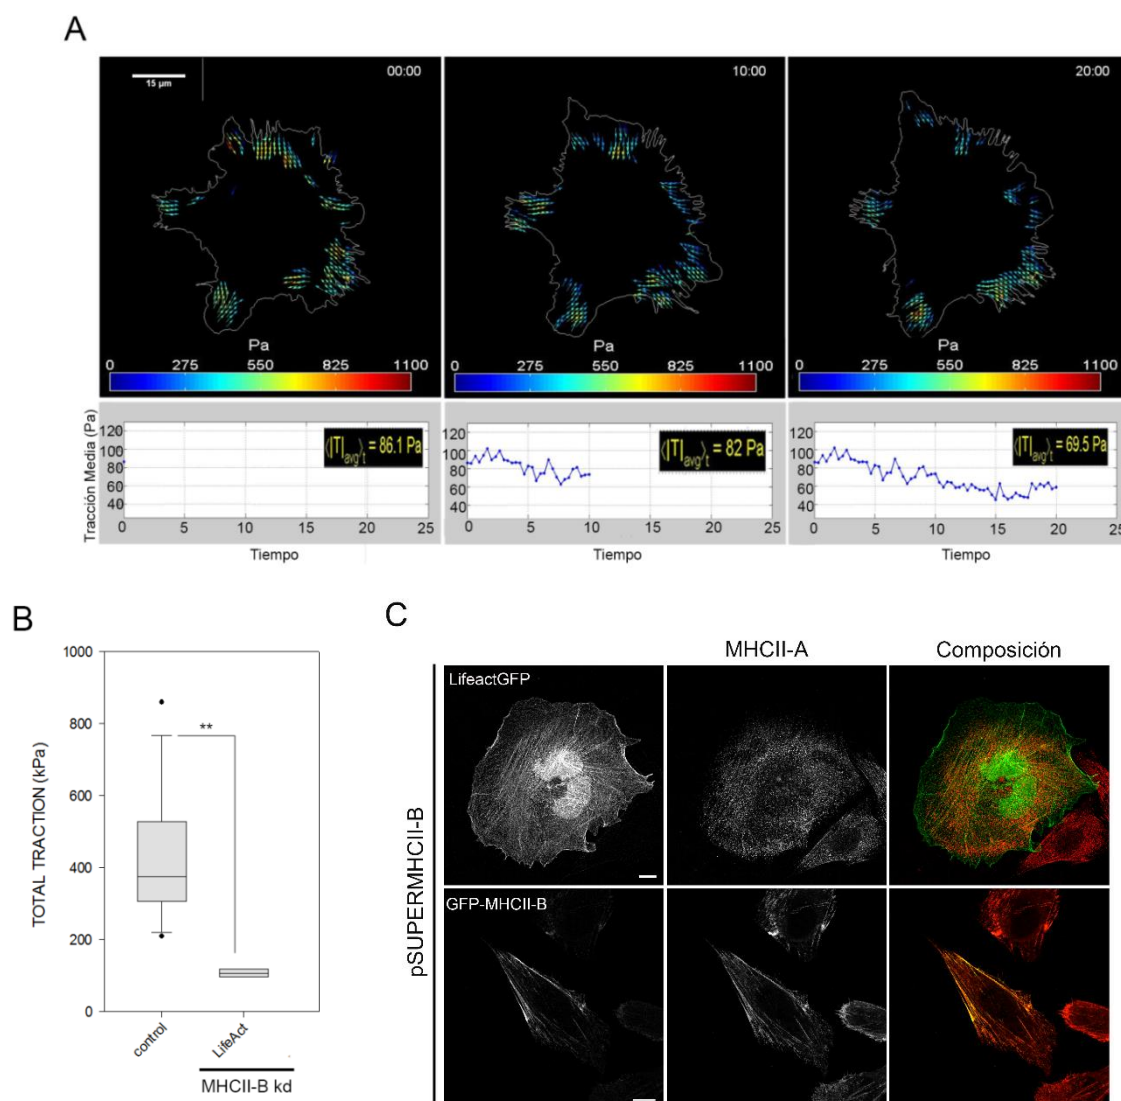 A
00:00
10:00
20:00
15 µm
Pa
Pa
Pa
0 275 550 825 1100
0 275 550 825 1100
0 275 550 825 1100
Tracción Media (Pa)
120
100
80
60
40
⟨|T|avg⟩t = 86.1 Pa
0 5 10 15 20 25
Tiempo
120
100
80
60
40
⟨|T|avg⟩t = 82 Pa
0 5 10 15 20 25
Tiempo
120
100
80
60
40
⟨|T|avg⟩t = 69.5 Pa
0 5 10 15 20 25
Tiempo
B
TOTAL TRACTION (kPa)
1000
800
600
400
200
0
**
control
LifeAct
MHCII-B kd
C
MHCII-A
Composición
pSUPERMHCII-B
LifeactGFP
GFP-MHCII-B